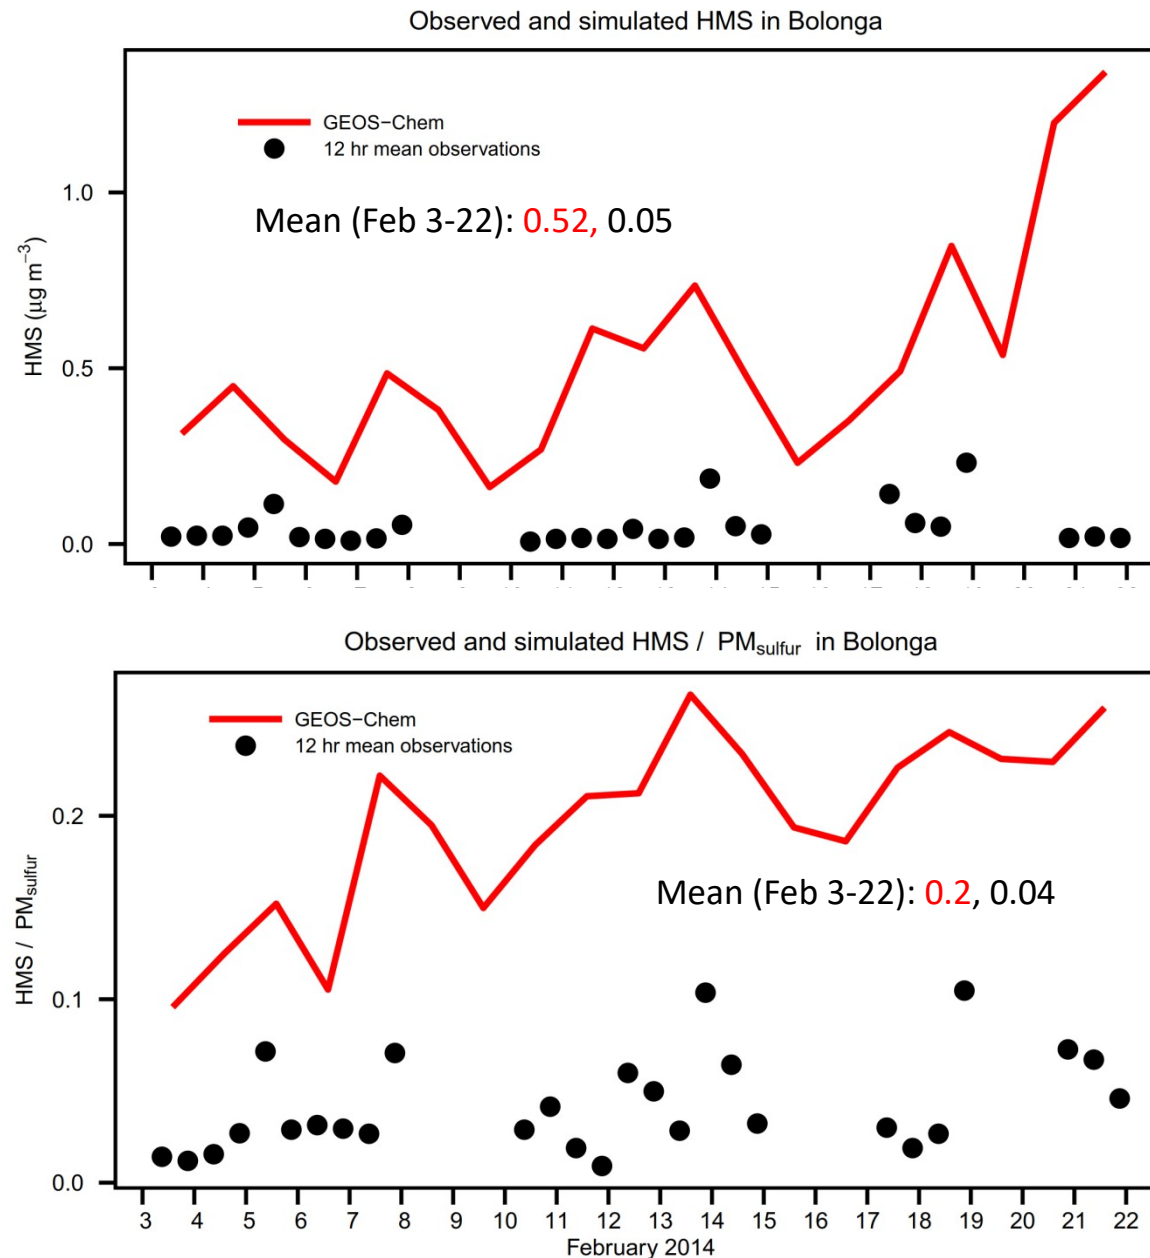 Observed and simulated HMS in Bolonga
GEOS−Chem
12 hr mean observations
Mean (Feb 3-22): 0.52, 0.05
HMS (μg m−3)
1.0
0.5
0.0
Observed and simulated HMS / PMsulfur in Bolonga
GEOS−Chem
12 hr mean observations
Mean (Feb 3-22): 0.2, 0.04
HMS / PMsulfur
0.2
0.1
0.0
3 4 5 6 7 8 9 10 11 12 13 14 15 16 17 18 19 20 21 22
February 2014